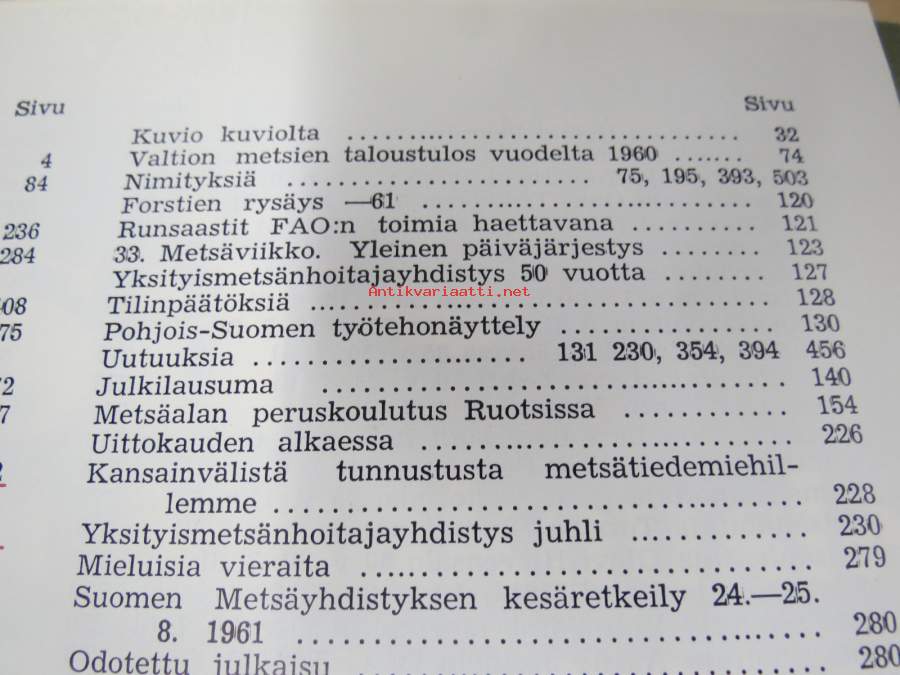 Sivu
4
84
236
284
08
75
2
7
Sivu
Kuvio kuviolta ........................................ 32
Valtion metsien taloustulos vuodelta 1960 ....... 74
Nimityksiä ............................ 75, 195, 393, 503
Forstien rysäys —61 ................................ 120
Runsaastit FAO:n toimia haettavana ........... 121
33. Metsäviikko. Yleinen päiväjärjestys ........ 123
Yksityismetsänhoitajayhdistys 50 vuotta ........ 127
Antikvariaatti.net
Tilinpäätöksiä ........................................ 128
Pohjois-Suomen työtehonäyttely ................ 130
Uutuuksia ....................... 131 230, 354, 394 456
Julkilausuma ........................................ 140
Metsäalan peruskoulutus Ruotsissa ............ 154
Uittokauden alkaessa ............................... 226
Kansainvälistä tunnustusta metsätiedemiehil-
lemme ........................................ 228
Yksityismetsänhoitajayhdistys juhli ............. 230
Mieluisia vieraita .................................. 279
Suomen Metsäyhdistyksen kesäretkeily 24.—25.
8. 1961 ........................................ 280
Odotettu julkaisu .................................. 280